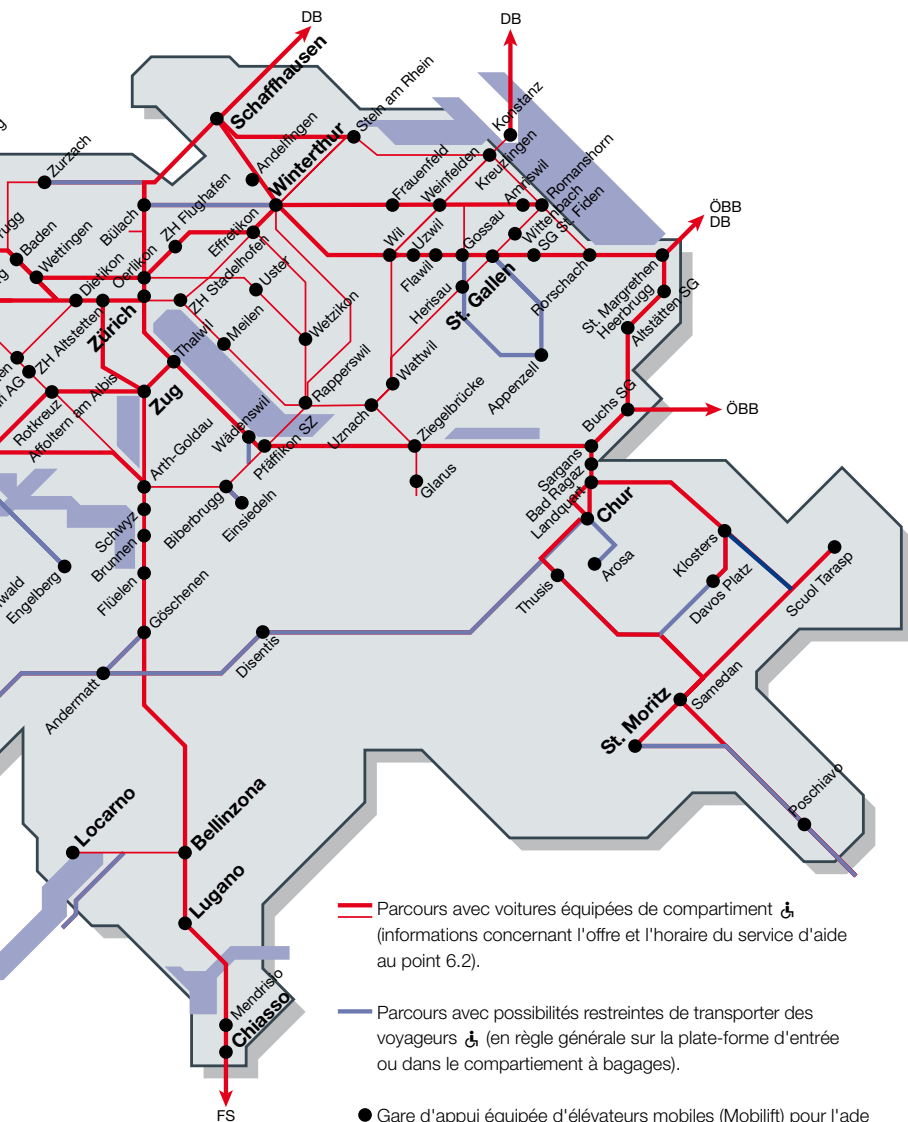 DB
DB
Schaffhausen
Stein am Rhein
Konstanz
Zurzach
Andelfingen
Winterthur
Frauenfeld
Weinfelden
Kreuzlingen
Amriswil
Romanshorn
Bülach
ZH Flughafen
Effretikon
Wil
Uzwil
Flawil
Gossau
Wittenbach
SG St. Fiden
ÖBB
DB
Baden
Wettingen
Dietikon
Oerlikon
ZH Stadelhofen
Uster
Herisau
St. Gallen
Rorschach
St. Margrethen
Heerbrugg
Altstätten SG
ZH Altstetten
Zürich
Thalwil
Meilen
Wetzikon
Rapperswil
Wattwil
Appenzell
Rotkreuz
Affoltern am Albis
Zug
Wädenswil
Pfäffikon SZ
Uznach
Ziegelbrücke
Buchs SG
ÖBB
Arth-Goldau
Biberbrugg
Einsiedeln
Glarus
Sargans
Bad Ragaz
Landquart
Chur
Schwyz
Brunnen
Flüelen
Engelberg
Arosa
Klosters
Davos Platz
Scuol Tarasp
Thusis
Göschenen
Disentis
Andermatt
Samedan
St. Moritz
Poschiavo
Locarno
Bellinzona
Lugano
Mendrisio
Chiasso
FS
Parcours avec voitures équipées de compartiment
(informations concernant l'offre et l'horaire du service d'aide
au point 6.2).
Parcours avec possibilités restreintes de transporter des
voyageurs (en règle générale sur la plate-forme d'entrée
ou dans le compartiement à bagages).
Gare d'appui équipée d'élévateurs mobiles (Mobilift) pour l'ade